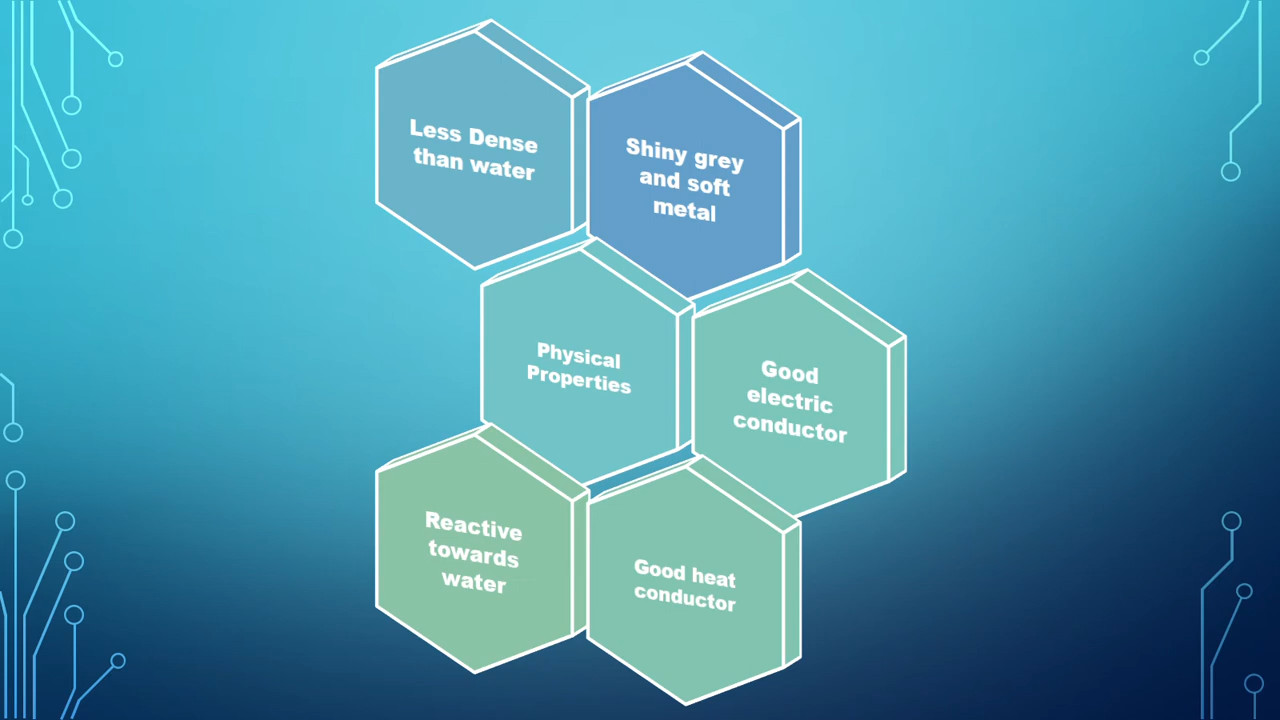 Less Dense
than water
Shiny grey
and soft
metal
Physical
Properties
Good
electric
conductor
Reactive
towards
water
Good heat
conductor